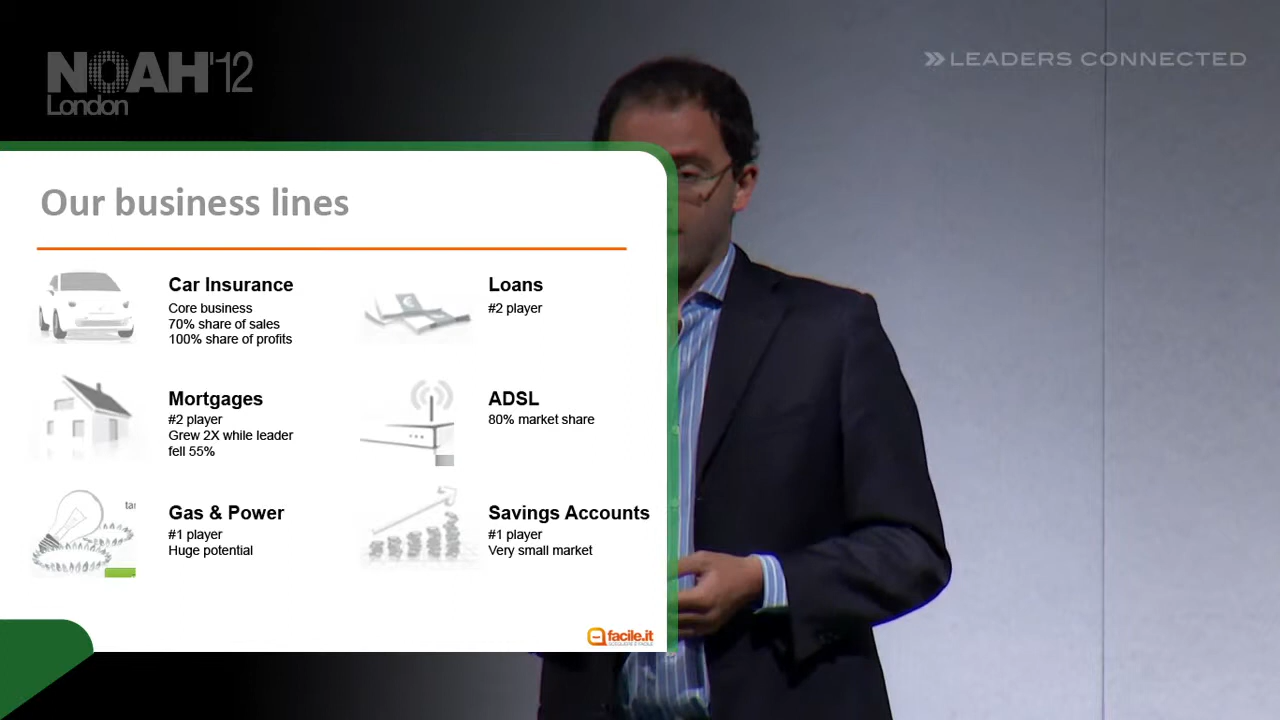 NOAH'12
London
LEADERS CONNECTED
Our business lines
Car Insurance
Core business
70% share of sales
100% share of profits
Loans
#2 player
Mortgages
#2 player
Grew 2X while leader
fell 55%
ADSL
80% market share
Gas & Power
#1 player
Huge potential
Savings Accounts
#1 player
Very small market
facile.it